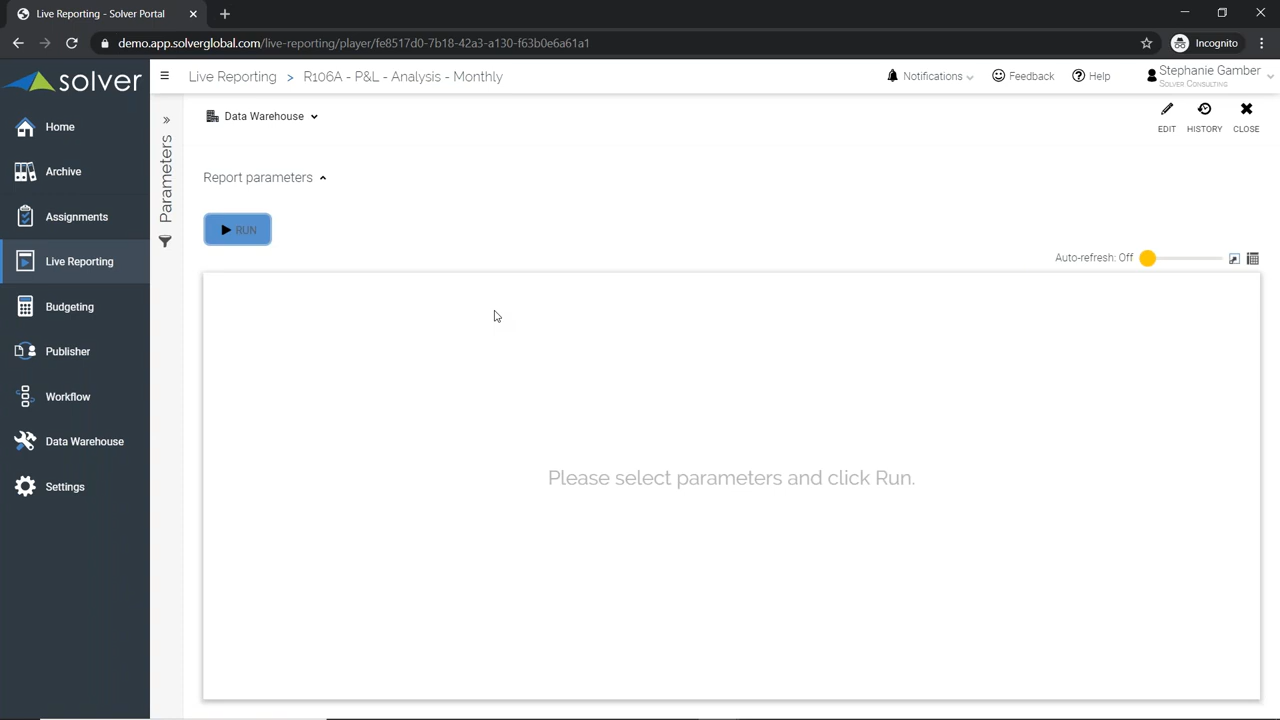 Live Reporting - Solver Portal
demo.app.solverglobal.com/live-reporting/player/fe8517d0-7b18-42a3-a130-f63b0e6a61a1
Incognito
solver
Live Reporting > R106A - P&L - Analysis - Monthly
Notifications
Feedback
Help
Stephanie Gamber
Solver Consulting
Home
Archive
Assignments
Live Reporting
Budgeting
Publisher
Workflow
Data Warehouse
Settings
Parameters
Data Warehouse
EDIT
HISTORY
CLOSE
Report parameters
RUN
Auto-refresh: Off
Please select parameters and click Run.